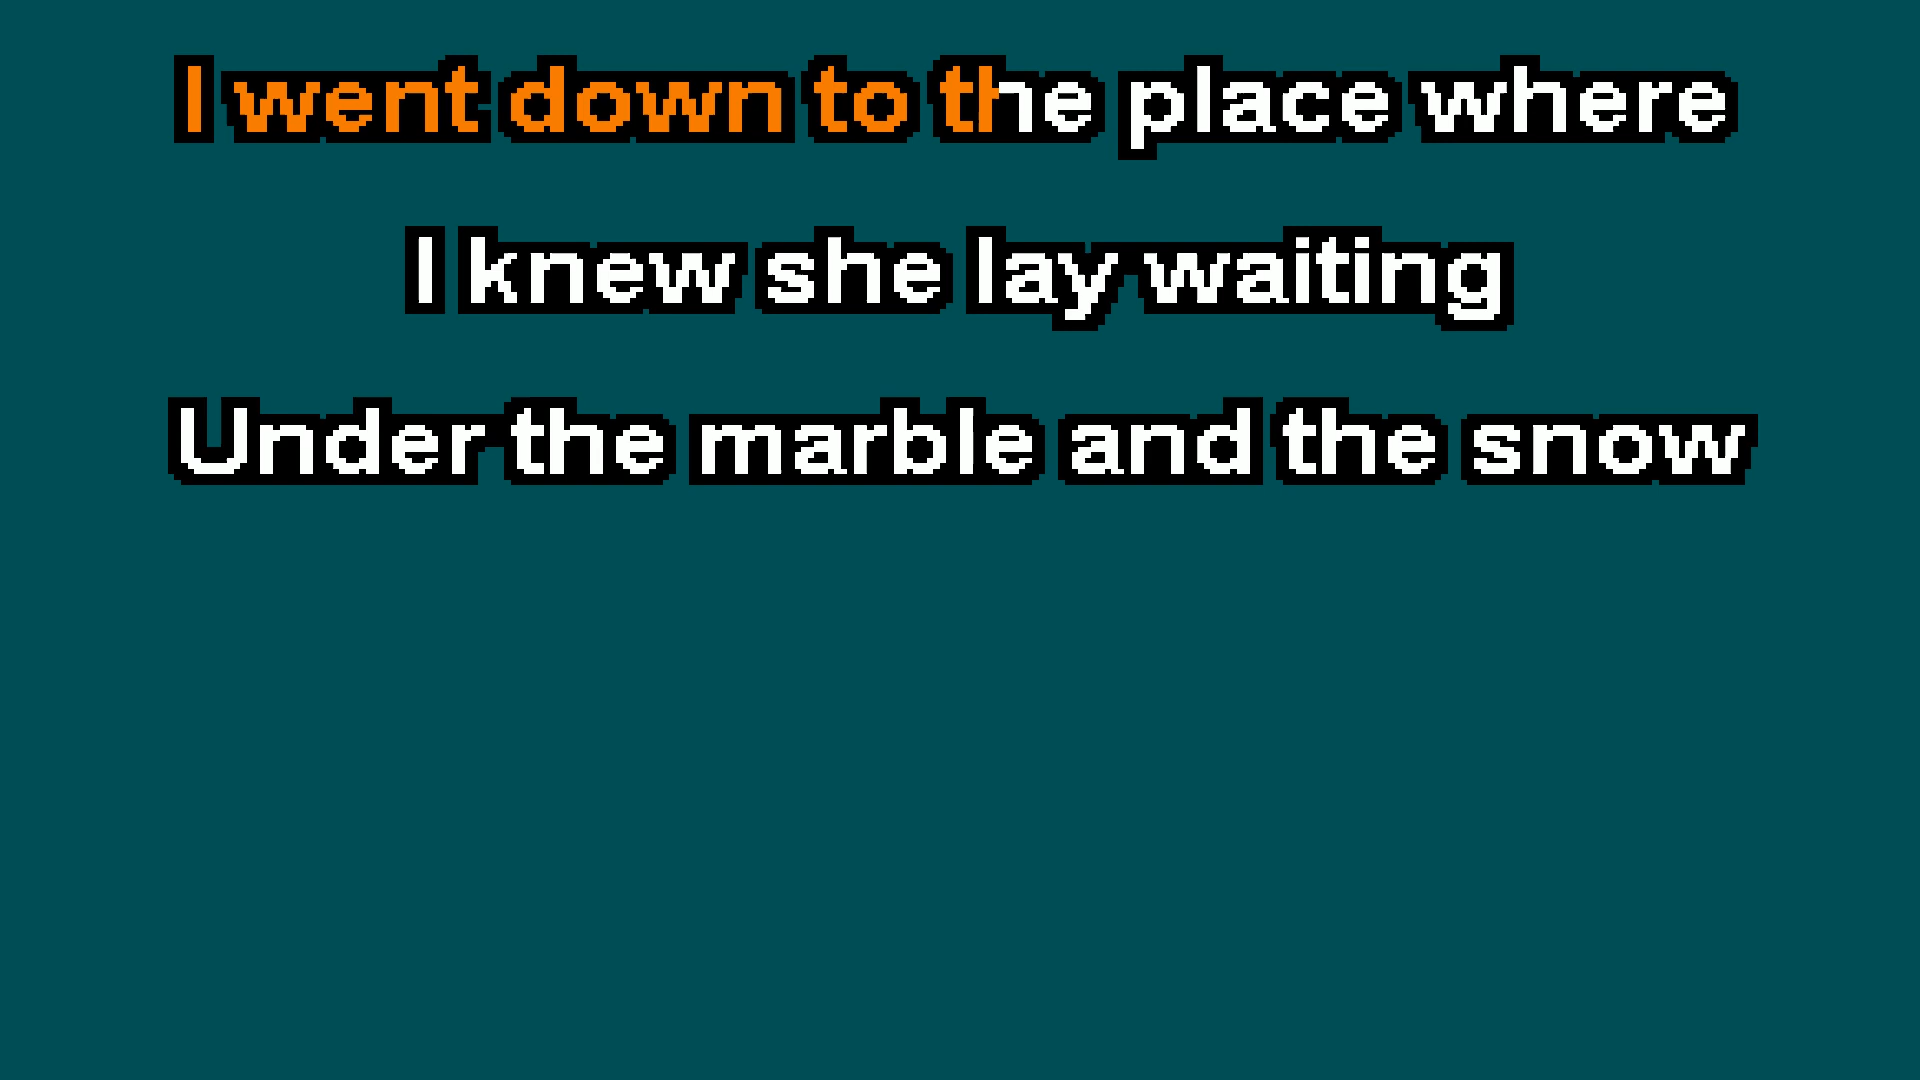 I went down to the place where
I knew she lay waiting
Under the marble and the snow